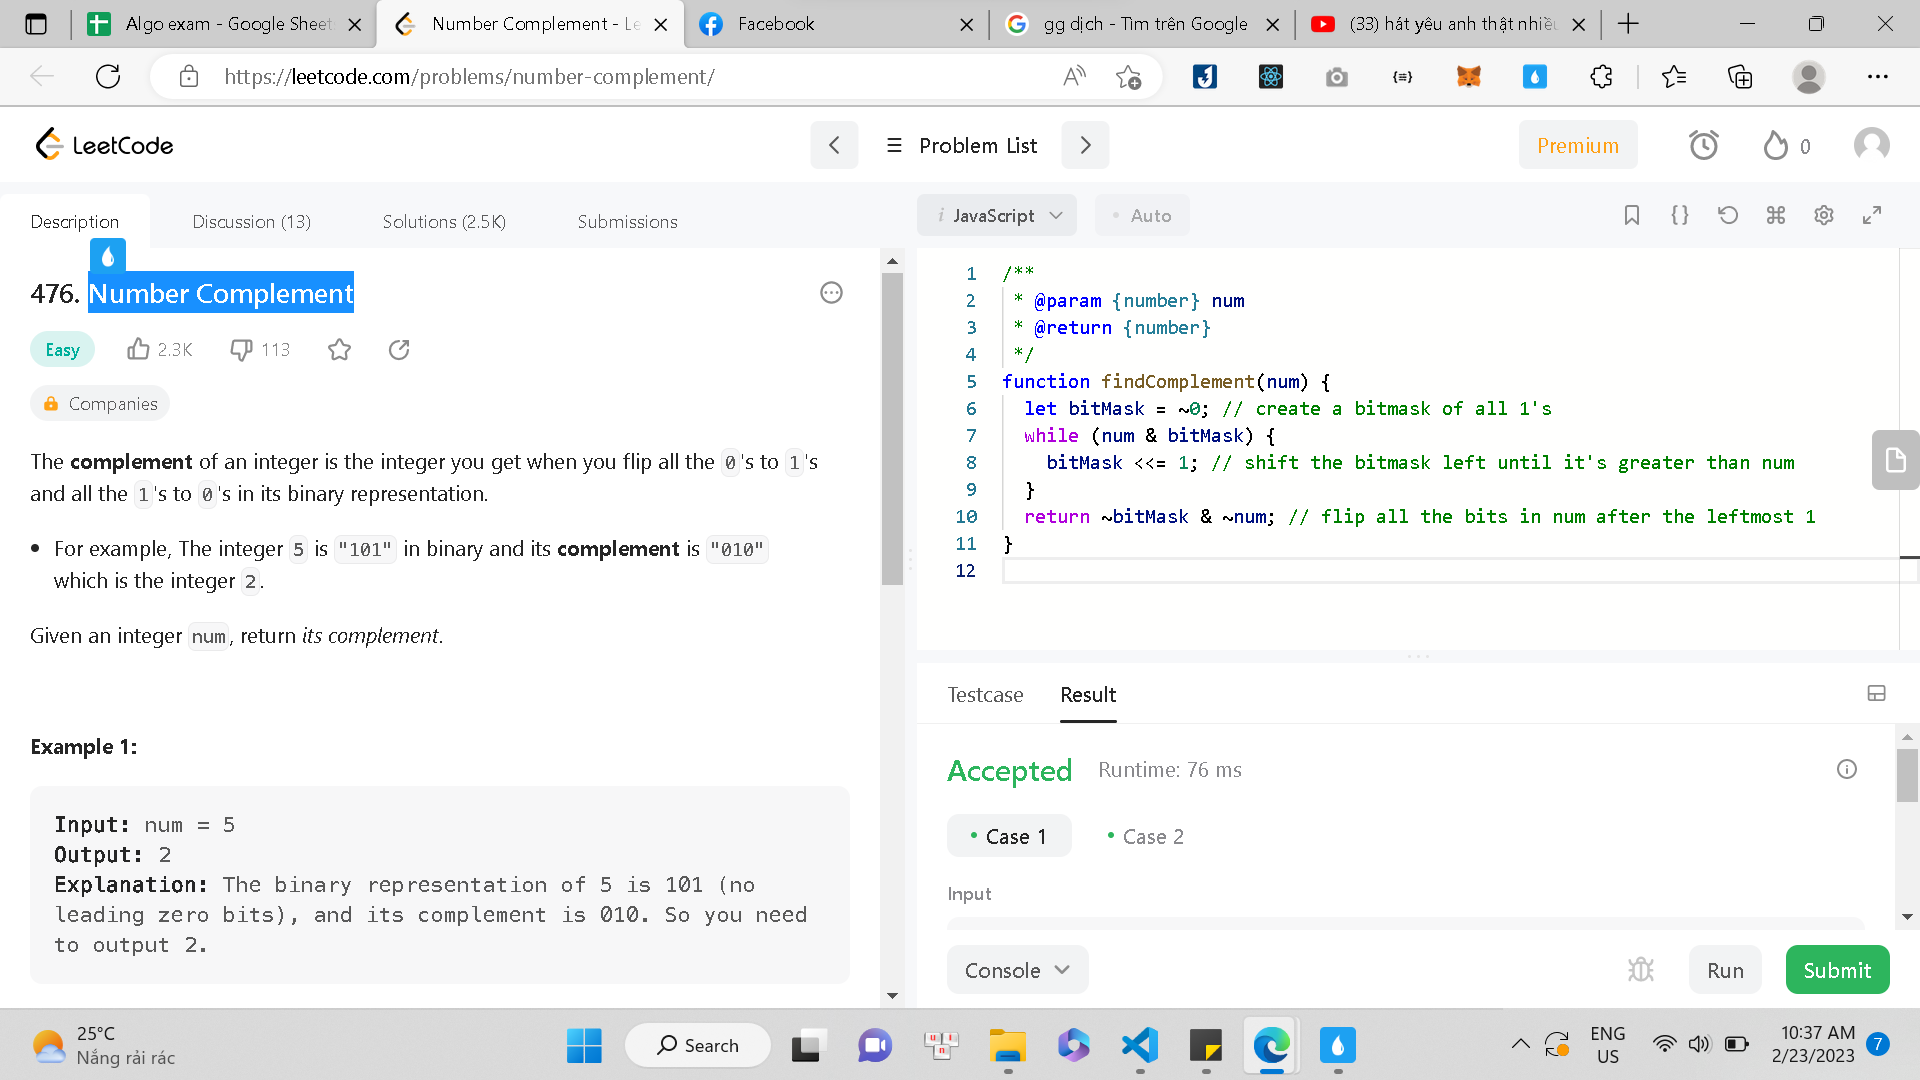 Algo exam - Google Sheet
Number Complement - Le
Facebook
gg dịch - Tìm trên Google
(33) hát yêu anh thật nhiều
https://leetcode.com/problems/number-complement/
LeetCode
Problem List
Premium
0
Description
Discussion (13)
Solutions (2.5K)
Submissions
i JavaScript
Auto
476. Number Complement
Easy
2.3K
113
Companies
The complement of an integer is the integer you get when you flip all the 0's to 1's
and all the 1's to 0's in its binary representation.
• For example, The integer 5 is "101" in binary and its complement is "010"
which is the integer 2.
Given an integer num, return its complement.
Example 1:
Input: num = 5
Output: 2
Explanation: The binary representation of 5 is 101 (no
leading zero bits), and its complement is 010. So you need
to output 2.
1 /**
2 * @param {number} num
3 * @return {number}
4 */
5 function findComplement(num) {
6 let bitMask = ~0; // create a bitmask of all 1's
7 while (num & bitMask) {
8 bitMask <<= 1; // shift the bitmask left until it's greater than num
9 }
10 return ~bitMask & ~num; // flip all the bits in num after the leftmost 1
11 }
12
Testcase
Result
Accepted
Runtime: 76 ms
Case 1
Case 2
Input
Console
Run
Submit
25°C
Nắng rải rác
Search
ENG
US
10:37 AM
2/23/2023
7